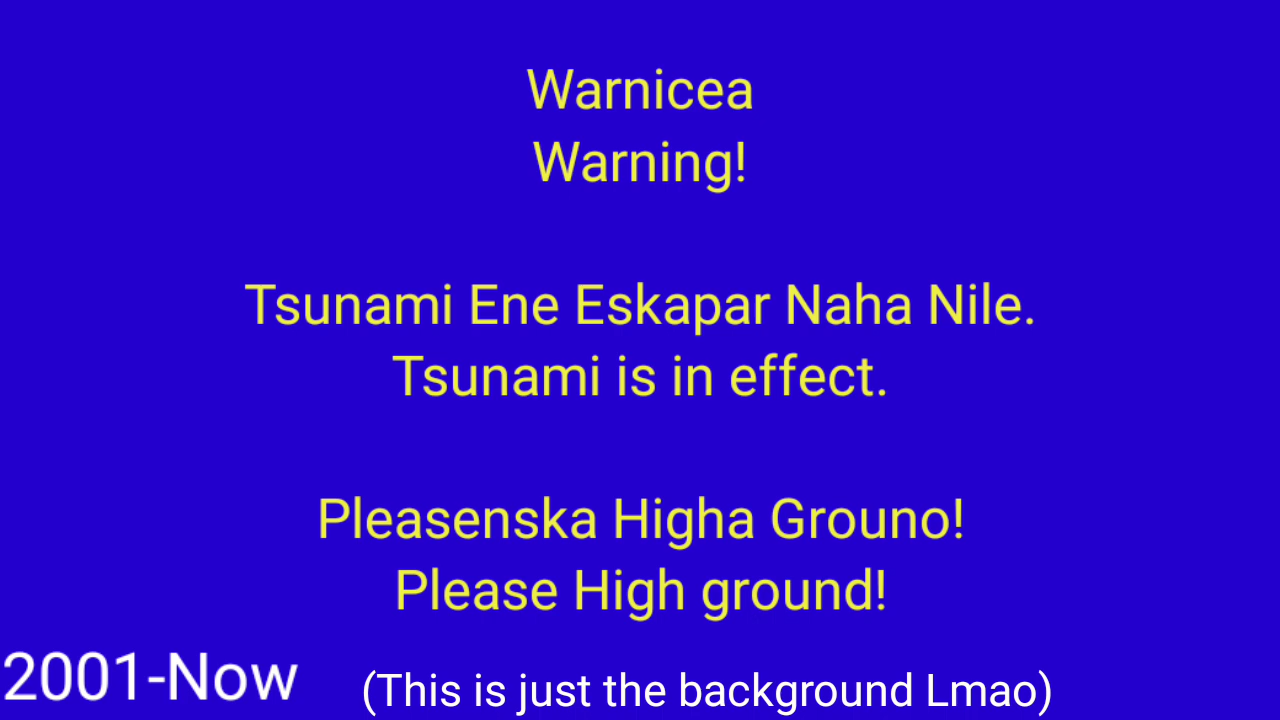 Warnicea
Warning!
Tsunami Ene Eskapar Naha Nile.
Tsunami is in effect.
Pleasenska Higha Grouno!
Please High ground!
2001-Now
(This is just the background Lmao)